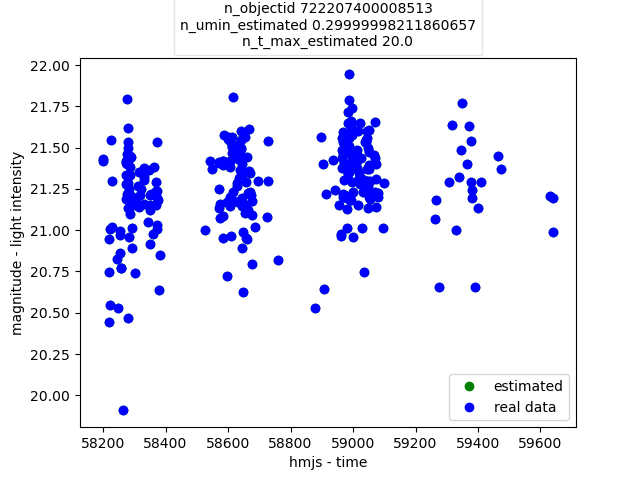 n_objectid 722207400008513
n_umin_estimated 0.29999998211860657
n_t_max_estimated 20.0
22.00
21.75
21.50
21.25
21.00
20.75
20.50
20.25
20.00
magnitude - light intensity
estimated
real data
58200 58400 58600 58800 59000 59200 59400 59600
hmjs - time